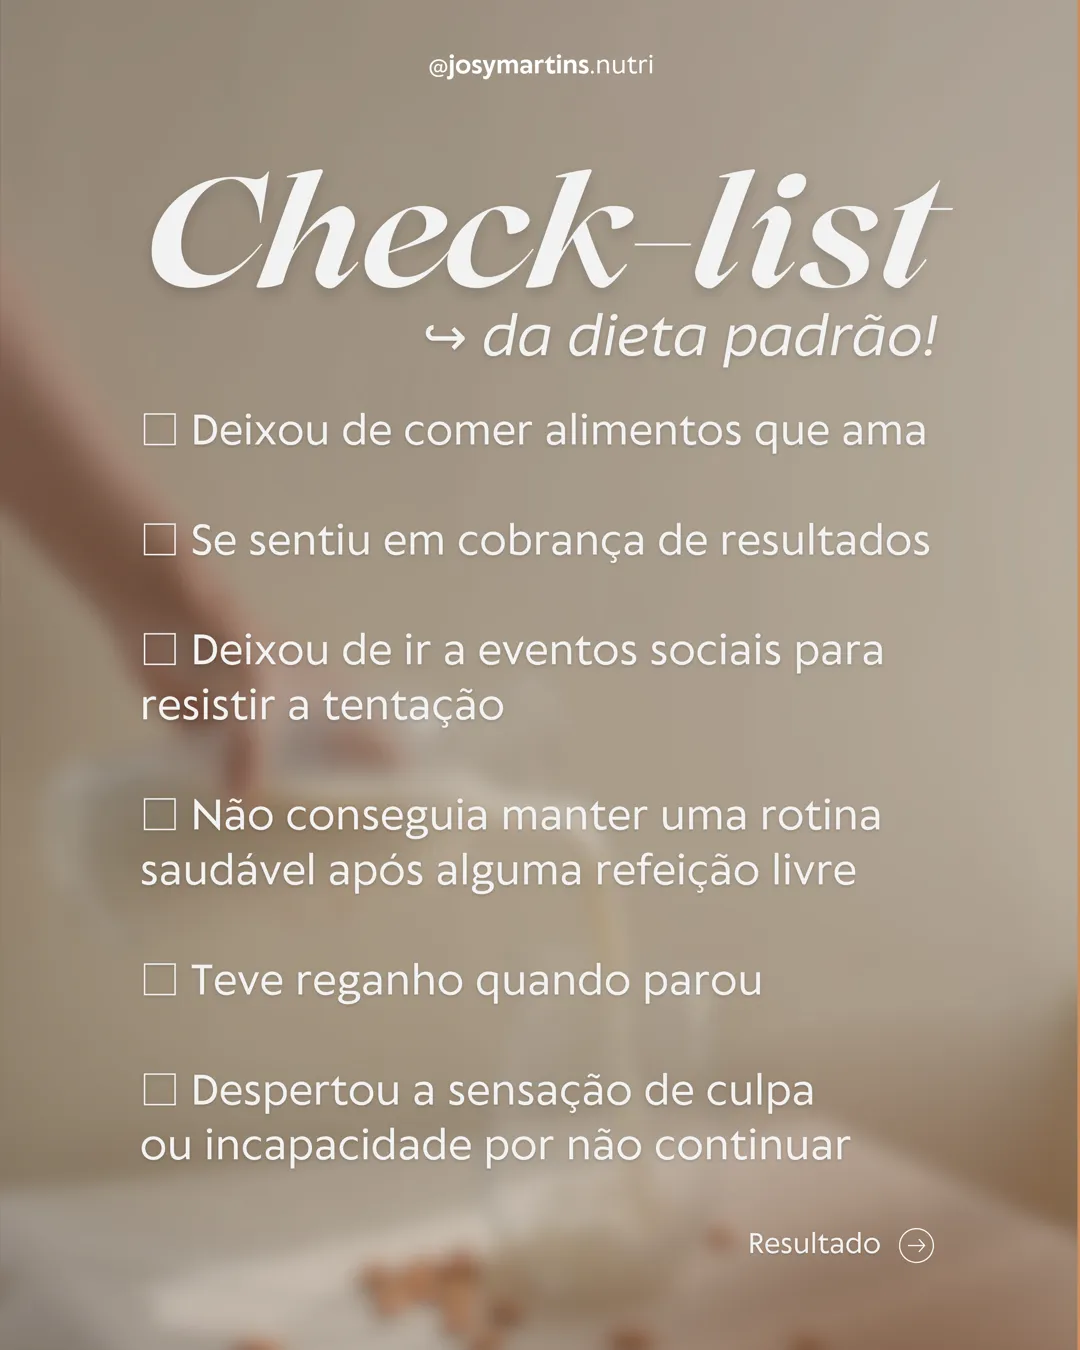 @josymartins.nutri
Check-list
↪ da dieta padrão!
☐ Deixou de comer alimentos que ama
☐ Se sentiu em cobrança de resultados
☐ Deixou de ir a eventos sociais para
resistir a tentação
☐ Não conseguia manter uma rotina
saudável após alguma refeição livre
☐ Teve reganho quando parou
☐ Despertou a sensação de culpa
ou incapacidade por não continuar
Resultado →